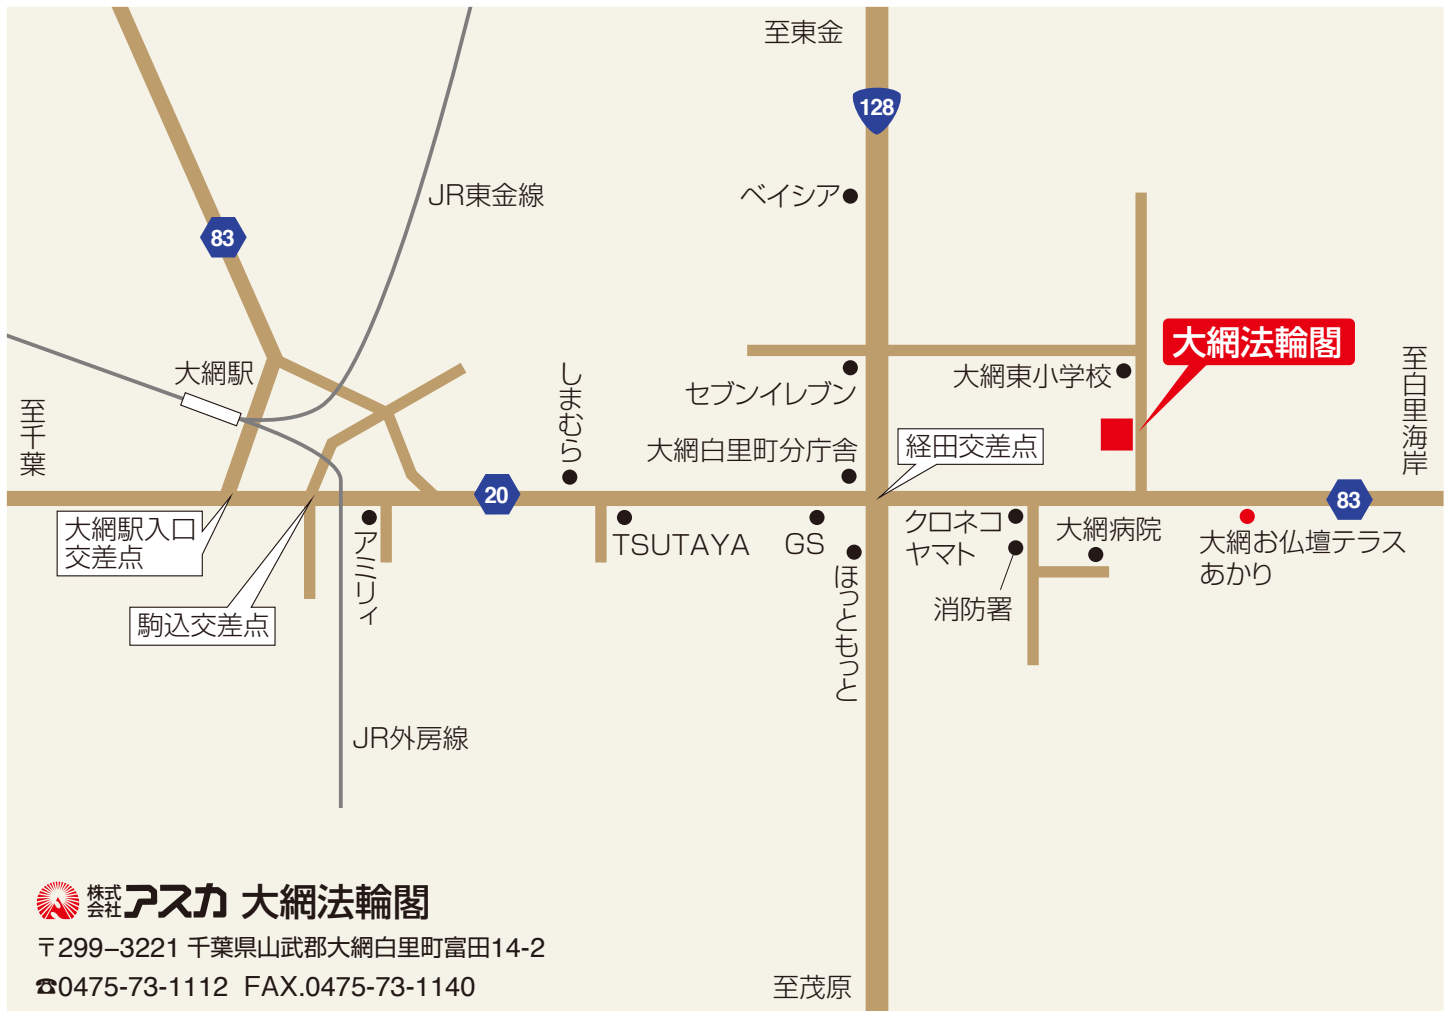 至東金
128
JR東金線
ベイシア
83
大網法輪閣
大網駅
しまむら
セブンイレブン
大網東小学校
至白里海岸
至千葉
大網白里町分庁舎
経田交差点
20
83
大網駅入口
交差点
アミリィ
TSUTAYA
GS
クロネコ
ヤマト
大網病院
大網お仏壇テラス
あかり
ほっともっと
消防署
駒込交差点
JR外房線
株式会社アスカ 大網法輪閣
〒299–3221 千葉県山武郡大網白里町富田14-2
☎0475-73-1112 FAX.0475-73-1140
至茂原